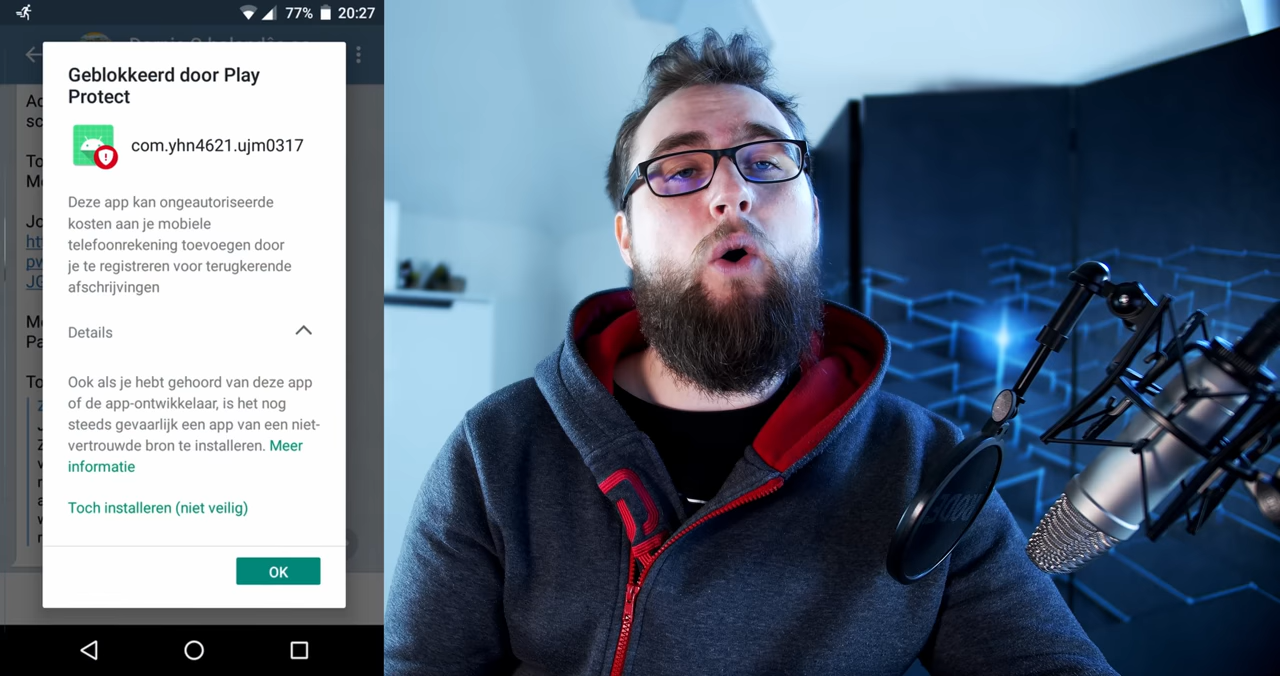 77% 20:27
Geblokkeerd door Play
Protect
com.yhn4621.ujm0317
Deze app kan ongeautoriseerde
kosten aan je mobiele
telefoonrekening toevoegen door
je te registreren voor terugkerende
afschrijvingen
Details
Ook als je hebt gehoord van deze app
of de app-ontwikkelaar, is het nog
steeds gevaarlijk een app van een niet-
vertrouwde bron te installeren. Meer
informatie
Toch installeren (niet veilig)
OK